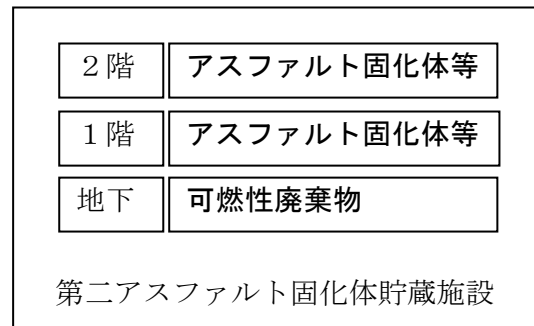 ２階 アスファルト固化体等
１階 アスファルト固化体等
地下 可燃性廃棄物
第二アスファルト固化体貯蔵施設